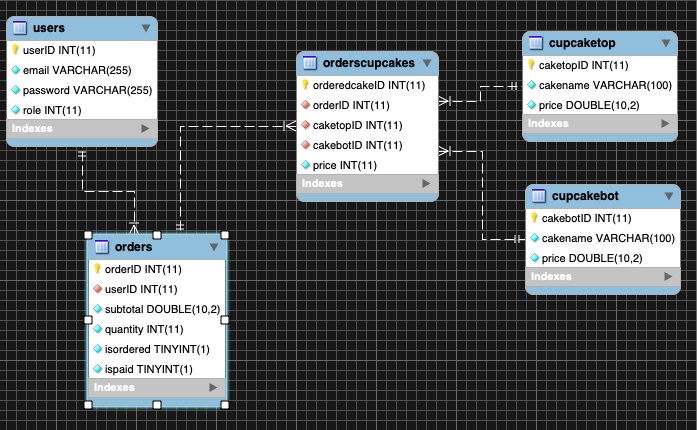 users
userID INT(11)
email VARCHAR(255)
password VARCHAR(255)
role INT(11)
Indexes
orderscupcakes
orderedcakeID INT(11)
orderID INT(11)
caketopID INT(11)
cakebotID INT(11)
price INT(11)
Indexes
cupcaketop
caketopID INT(11)
cakename VARCHAR(100)
price DOUBLE(10,2)
Indexes
cupcakebot
cakebotID INT(11)
cakename VARCHAR(100)
price DOUBLE(10,2)
Indexes
orders
orderID INT(11)
userID INT(11)
subtotal DOUBLE(10,2)
quantity INT(11)
isordered TINYINT(1)
ispaid TINYINT(1)
Indexes